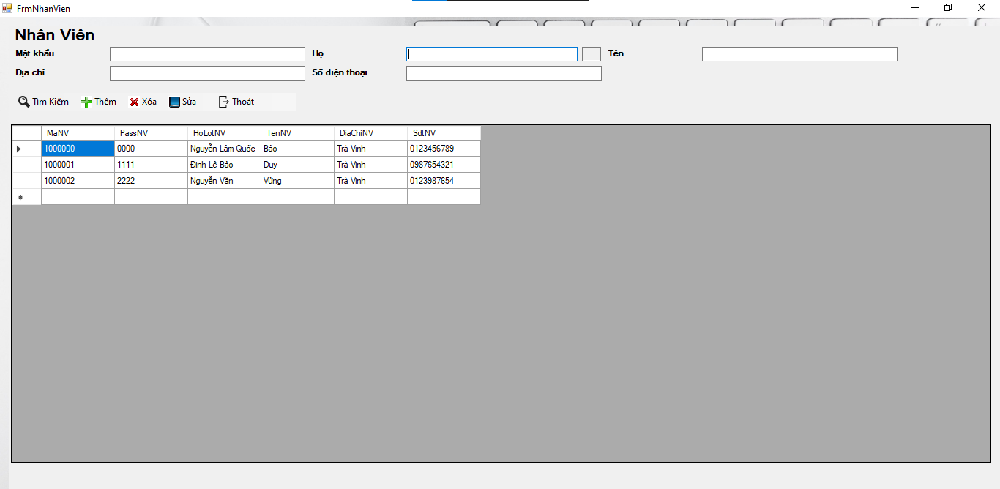 FrmNhanVien
Nhân Viên
Mật khẩu Họ Tên
Địa chỉ Số điện thoại
Tìm Kiếm Thêm Xóa Sửa Thoát
MaNV PassNV HoLotNV TenNV DiaChiNV SdtNV
1000000 0000 Nguyễn Lâm Quốc Bảo Trà Vinh 0123456789
1000001 1111 Đinh Lê Bảo Duy Trà Vinh 0987654321
1000002 2222 Nguyễn Văn Vững Trà Vinh 0123987654